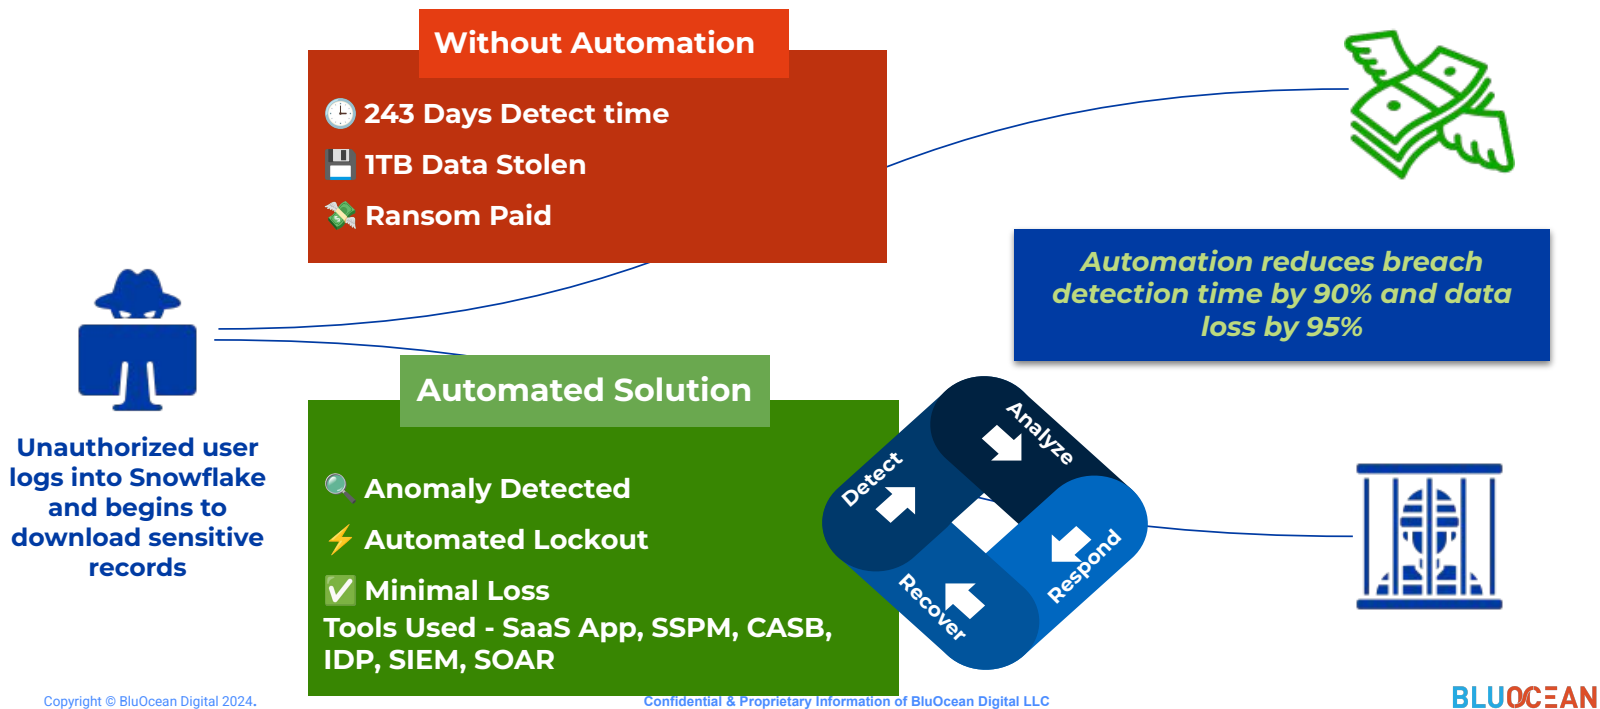 Without Automation
🕒 243 Days Detect time
💾 1TB Data Stolen
💸 Ransom Paid
Automation reduces breach
detection time by 90% and data
loss by 95%
Unauthorized user
logs into Snowflake
and begins to
download sensitive
records
Automated Solution
🔍 Anomaly Detected
⚡ Automated Lockout
✅ Minimal Loss
Tools Used - SaaS App, SSPM, CASB,
IDP, SIEM, SOAR
Detect
Analyze
Respond
Recover
Copyright © BluOcean Digital 2024.
Confidential & Proprietary Information of BluOcean Digital LLC
BLUOCEAN